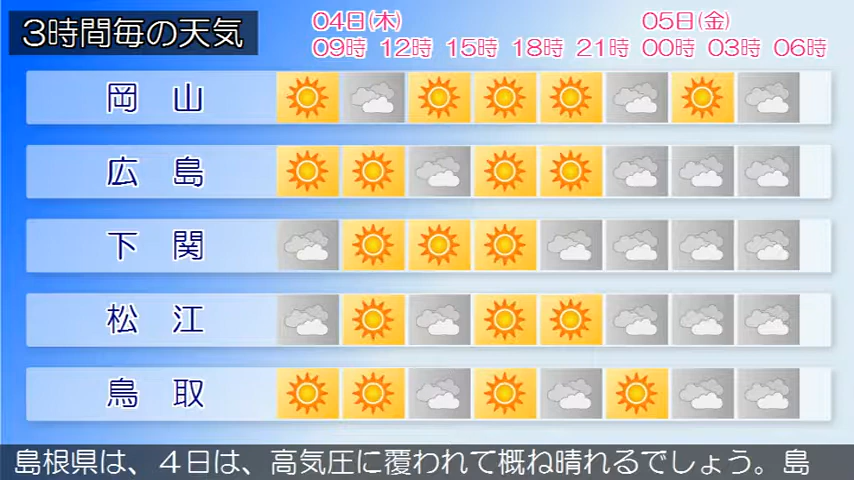 3時間毎の天気
04日(木) 05日(金)
09時 12時 15時 18時 21時 00時 03時 06時
岡 山
広 島
下 関
松 江
鳥 取
島根県は、４日は、高気圧に覆われて概ね晴れるでしょう。島